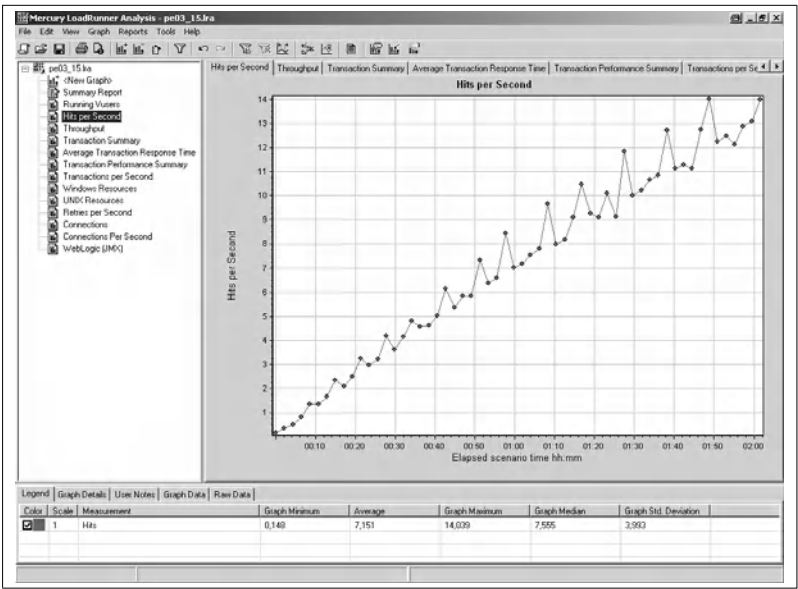 Mercury LoadRunner Analysis - pe03_15.lra
File Edit View Graph Reports Tools Help
pe03_15.lra
<New Graph>
Summary Report
Running Vusers
Hits per Second
Throughput
Transaction Summary
Average Transaction Response Time
Transaction Performance Summary
Transactions per Second
Windows Resources
UNIX Resources
Retries per Second
Connections
Connections Per Second
WebLogic (JMX)
Hits per Second Throughput Transaction Summary Average Transaction Response Time Transaction Performance Summary Transactions per Se
Hits per Second
Hits per Second
14
13
12
11
10
9
8
7
6
5
4
3
2
1
00:10 00:20 00:30 00:40 00:50 01:00 01:10 01:20 01:30 01:40 01:50 02:00
Elapsed scenario time hh:mm
Legend Graph Details User Notes Graph Data Raw Data
Color Scale Measurement Graph Minimum Average Graph Maximum Graph Median Graph Std. Deviation
1 Hits 0,148 7,151 14,039 7,555 3,993